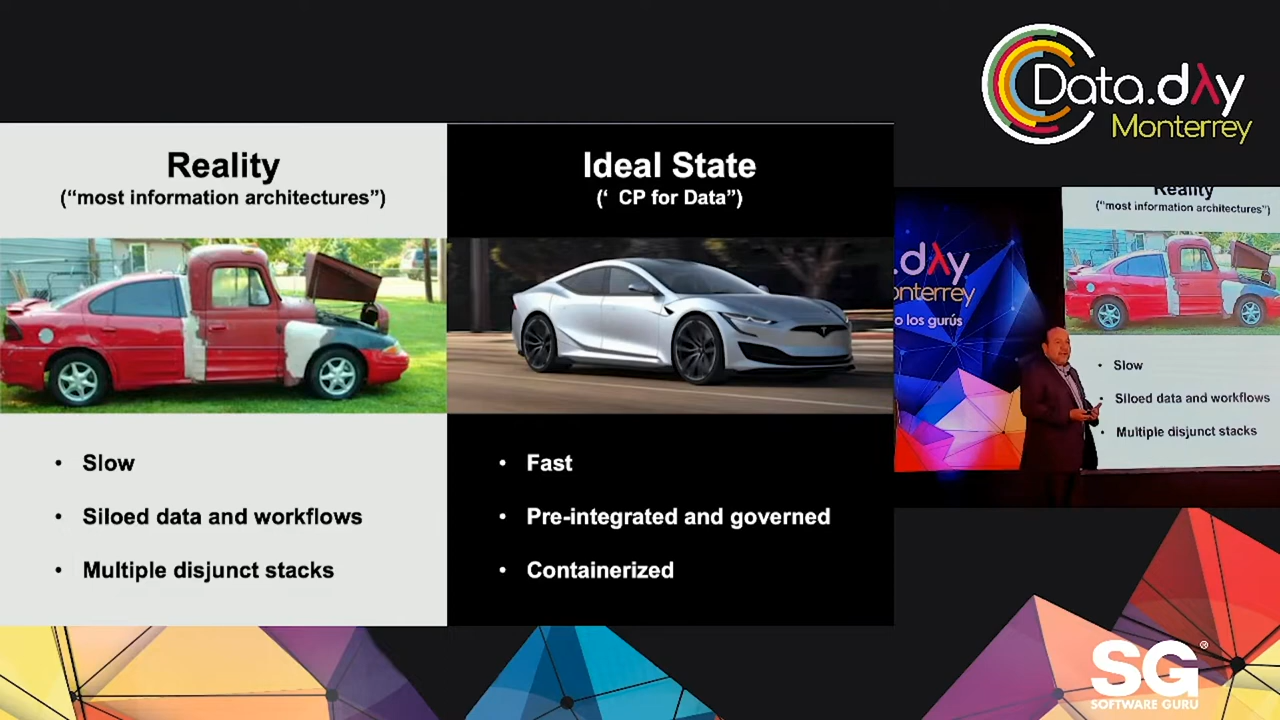 Data.dλy
Monterrey
Reality
(“most information architectures”)
Slow
Siloed data and workflows
Multiple disjunct stacks
Ideal State
(‘ CP for Data”)
Fast
Pre-integrated and governed
Containerized
Reality
(“most information architectures”)
.dλy
onterrey
o los gurús
Slow
Siloed data and workflows
Multiple disjunct stacks
SG®
SOFTWARE GURU